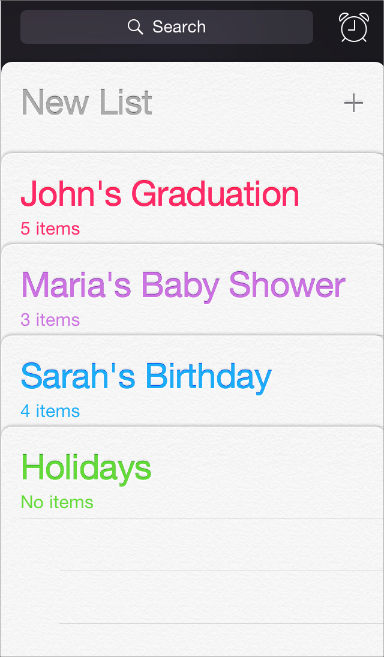 Search
New List
John's Graduation
5 items
Maria's Baby Shower
3 items
Sarah's Birthday
4 items
Holidays
No items